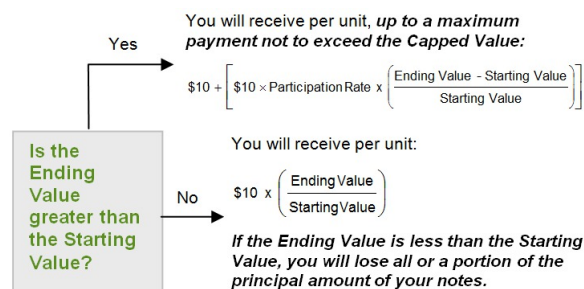 You will receive per unit, up to a maximum
payment not to exceed the Capped Value:
Yes
$10 + [ $10 × Participation Rate x ( Ending Value - Starting Value / Starting Value ) ]
Is the
Ending
Value
greater than
the Starting
Value?
No
You will receive per unit:
$10 x ( Ending Value / Starting Value )
If the Ending Value is less than the Starting
Value, you will lose all or a portion of the
principal amount of your notes.